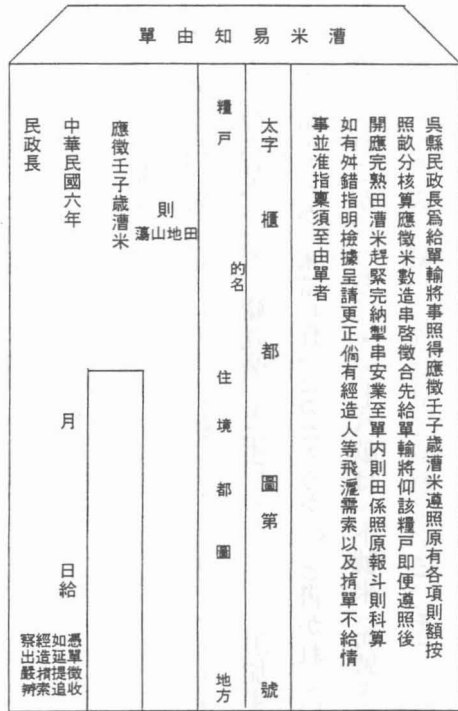 漕米易知由單
吳縣民政長爲給單輸將事照得應徵壬子歲漕米遵照原有各項則額按
照畝分核算應徵米數造串啓徵合先給單輸將仰該糧戶即便遵照後
開應完熟田漕米赶緊完納掣串安業至單内則田係照原報斗則科算
如有舛錯指明檢據呈請更正倘有經造人等飛灑需索以及掯單不給情
事並准指稟須至由單者
太字 櫃 都 圖第 號
糧戶 的名 住 境 都 圖 地方
則
田地山蕩
應徵壬子歲漕米
中華民國六年 月 日給
民政長
憑單徵收
如延提追
經造掯索
察出嚴辦